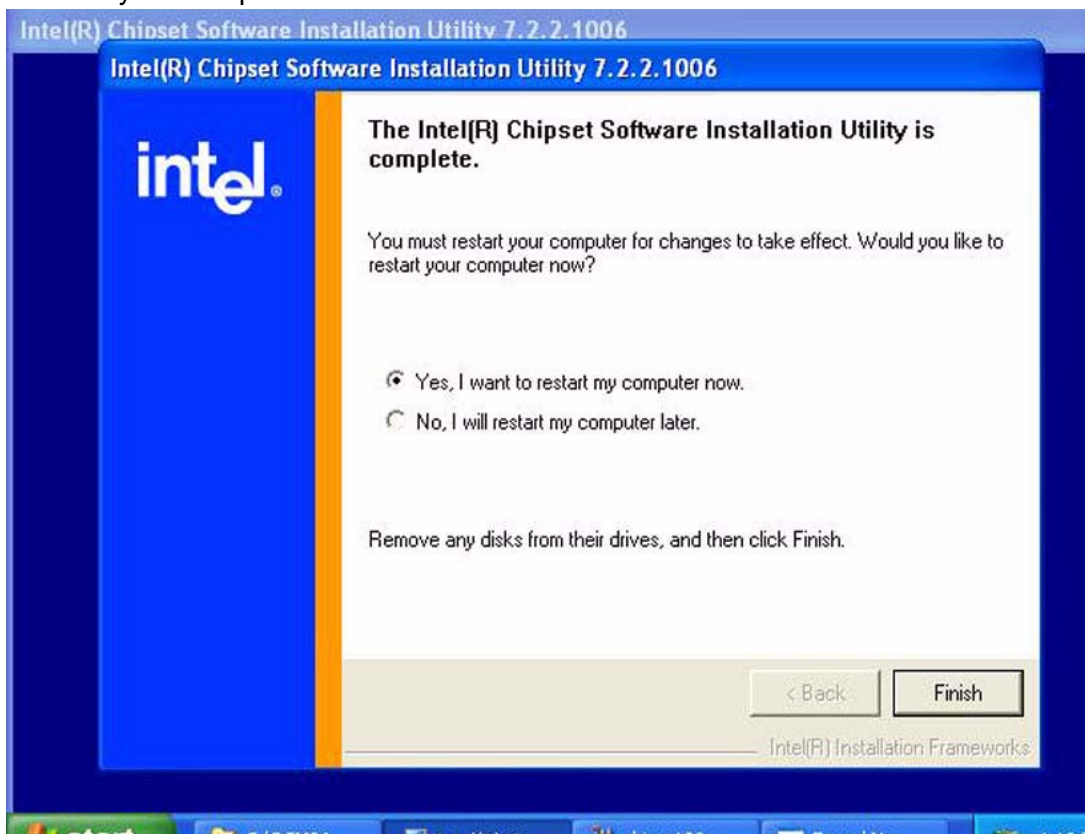 Intel(R) Chipset Software Installation Utility 7.2.2.1006
Intel(R) Chipset Software Installation Utility 7.2.2.1006
intel®
The Intel(R) Chipset Software Installation Utility is
complete.
You must restart your computer for changes to take effect. Would you like to
restart your computer now?
Yes, I want to restart my computer now.
No, I will restart my computer later.
Remove any disks from their drives, and then click Finish.
< Back
Finish
Intel(R) Installation Frameworks
start